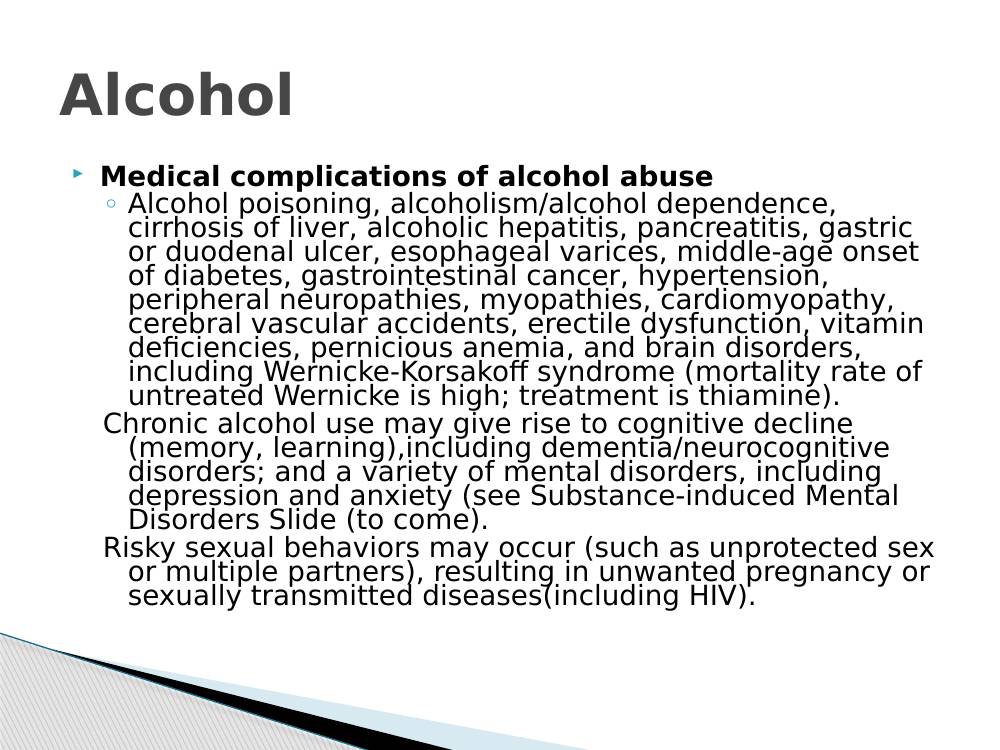 Alcohol
Medical complications of alcohol abuse
Alcohol poisoning, alcoholism/alcohol dependence,
cirrhosis of liver, alcoholic hepatitis, pancreatitis, gastric
or duodenal ulcer, esophageal varices, middle-age onset
of diabetes, gastrointestinal cancer, hypertension,
peripheral neuropathies, myopathies, cardiomyopathy,
cerebral vascular accidents, erectile dysfunction, vitamin
deficiencies, pernicious anemia, and brain disorders,
including Wernicke-Korsakoff syndrome (mortality rate of
untreated Wernicke is high; treatment is thiamine).
Chronic alcohol use may give rise to cognitive decline
(memory, learning),including dementia/neurocognitive
disorders; and a variety of mental disorders, including
depression and anxiety (see Substance-induced Mental
Disorders Slide (to come).
Risky sexual behaviors may occur (such as unprotected sex
or multiple partners), resulting in unwanted pregnancy or
sexually transmitted diseases(including HIV).